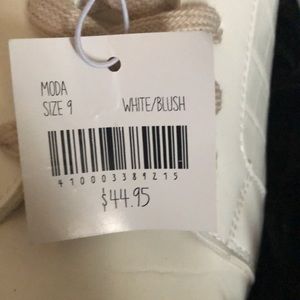 MODA
SIZE 9 WHITE/BLUSH
410003389215
$44.95